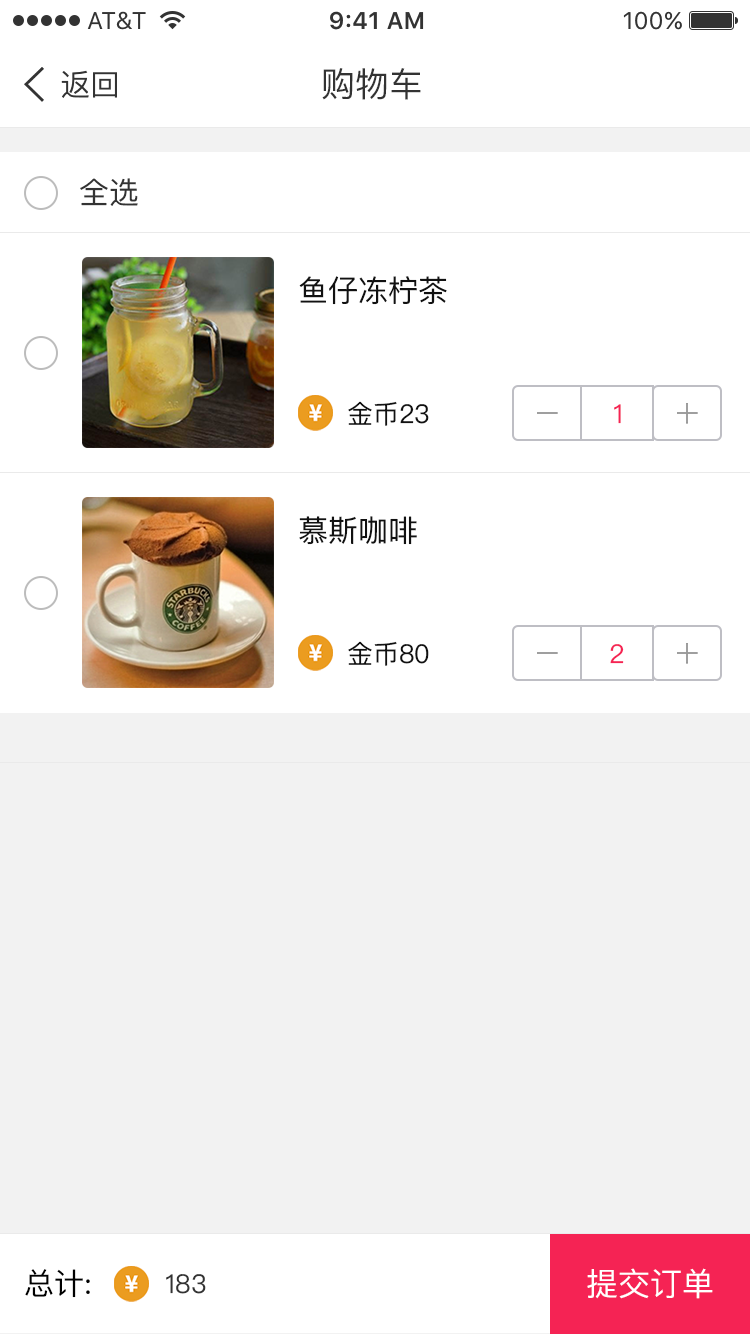 AT&T 9:41 AM 100%
返回 购物车
全选
鱼仔冻柠茶
¥ 金币23 — 1 +
慕斯咖啡
STARBUCKS
COFFEE
¥ 金币80 — 2 +
总计: ¥ 183 提交订单